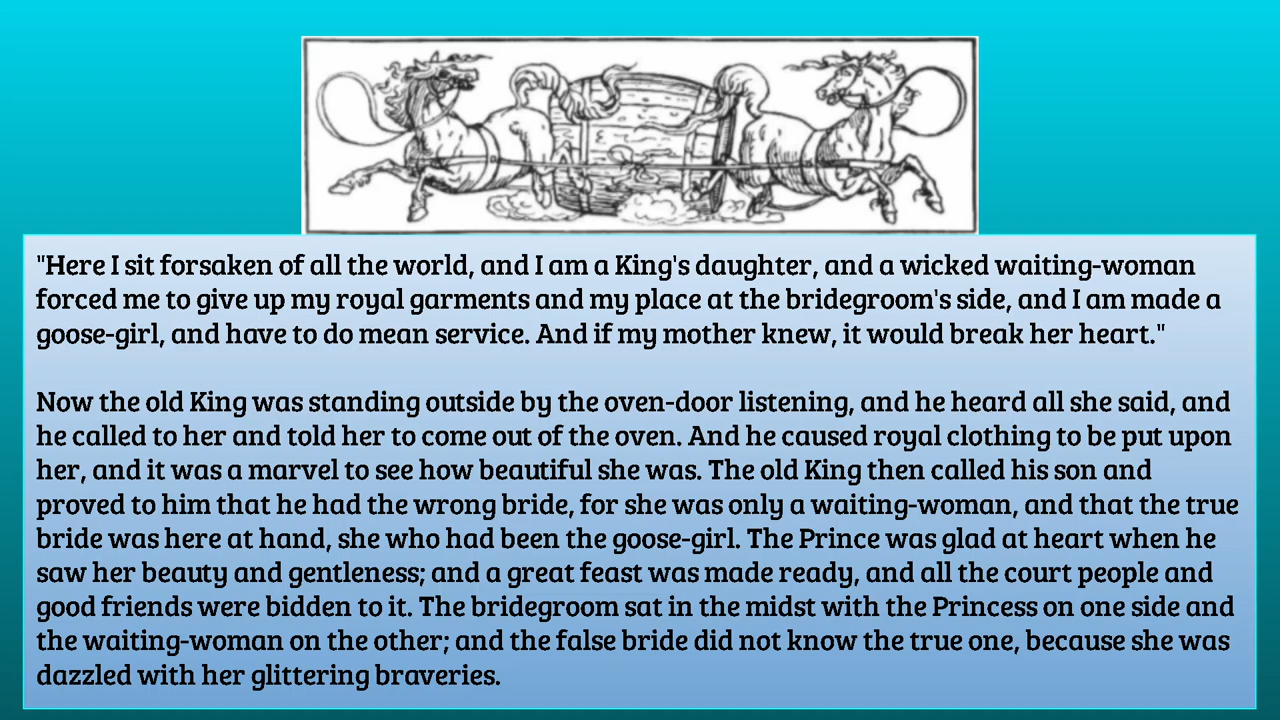 "Here I sit forsaken of all the world, and I am a King's daughter, and a wicked waiting-woman
forced me to give up my royal garments and my place at the bridegroom's side, and I am made a
goose-girl, and have to do mean service. And if my mother knew, it would break her heart."
Now the old King was standing outside by the oven-door listening, and he heard all she said, and
he called to her and told her to come out of the oven. And he caused royal clothing to be put upon
her, and it was a marvel to see how beautiful she was. The old King then called his son and
proved to him that he had the wrong bride, for she was only a waiting-woman, and that the true
bride was here at hand, she who had been the goose-girl. The Prince was glad at heart when he
saw her beauty and gentleness; and a great feast was made ready, and all the court people and
good friends were bidden to it. The bridegroom sat in the midst with the Princess on one side and
the waiting-woman on the other; and the false bride did not know the true one, because she was
dazzled with her glittering braveries.